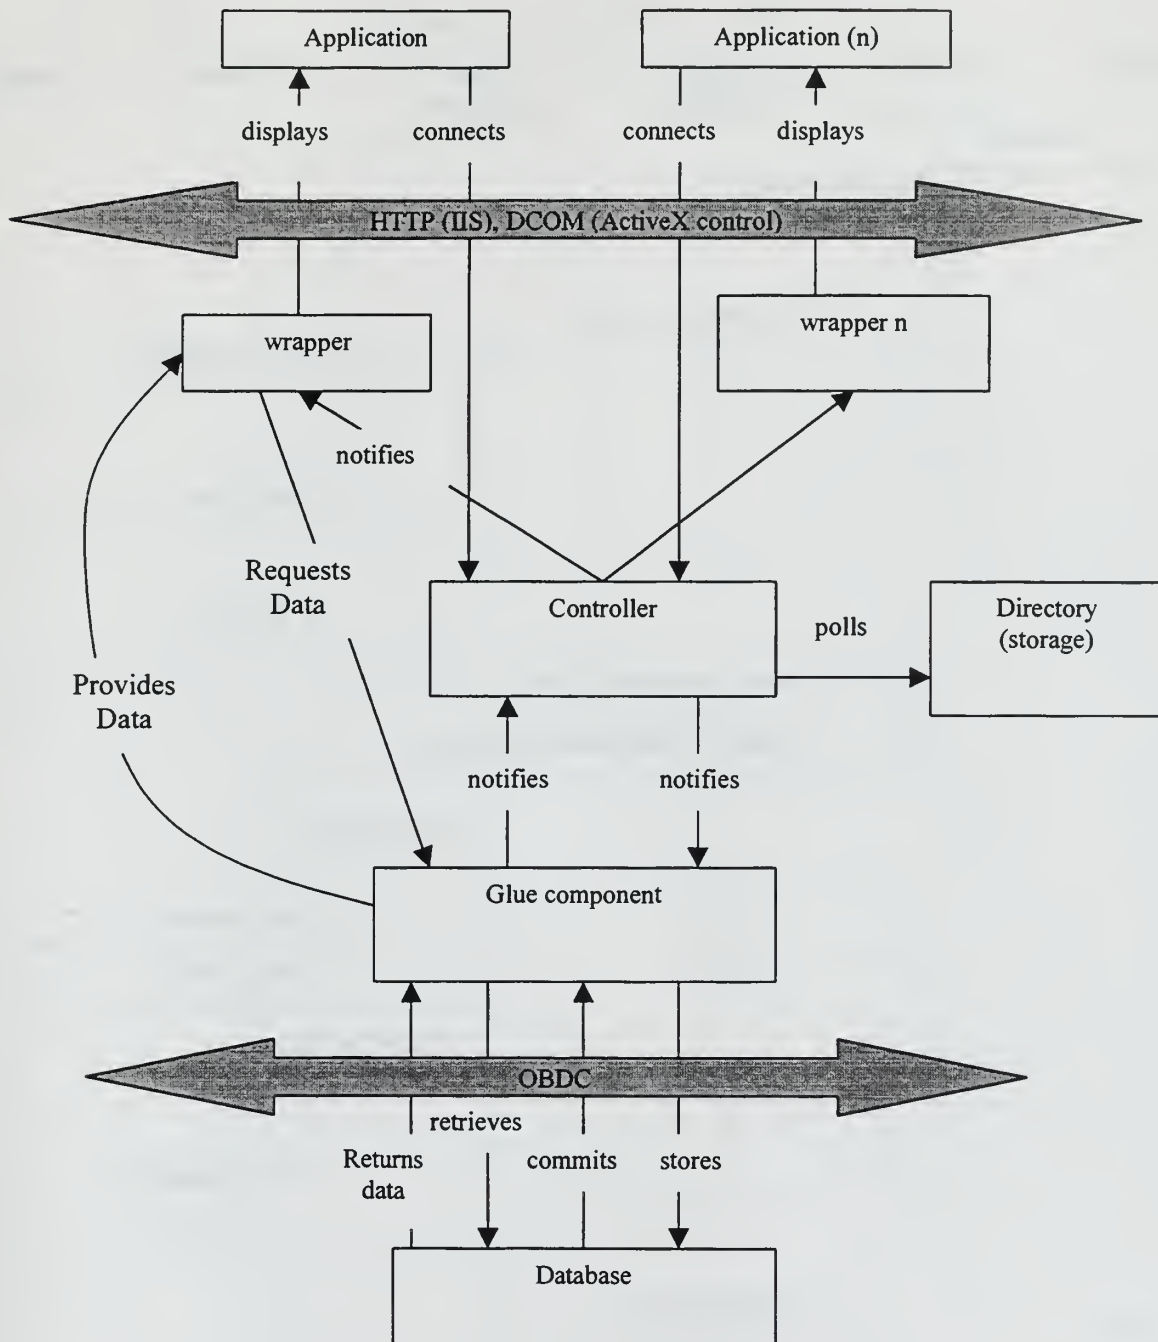 Application
Application (n)
displays
connects
connects
displays
HTTP (IIS), DCOM (ActiveX control)
wrapper
wrapper n
notifies
Requests
Data
Controller
polls
Directory
(storage)
Provides
Data
notifies
notifies
Glue component
OBDC
retrieves
Returns
data
commits
stores
Database